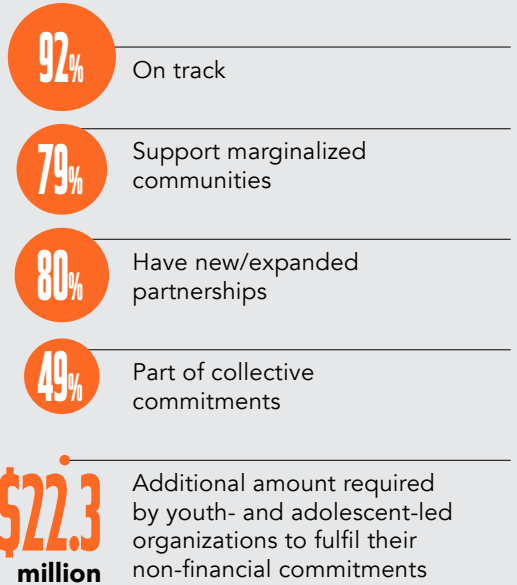 92%
On track
79%
Support marginalized
communities
80%
Have new/expanded
partnerships
49%
Part of collective
commitments
$22.3
million
Additional amount required
by youth- and adolescent-led
organizations to fulfil their
non-financial commitments